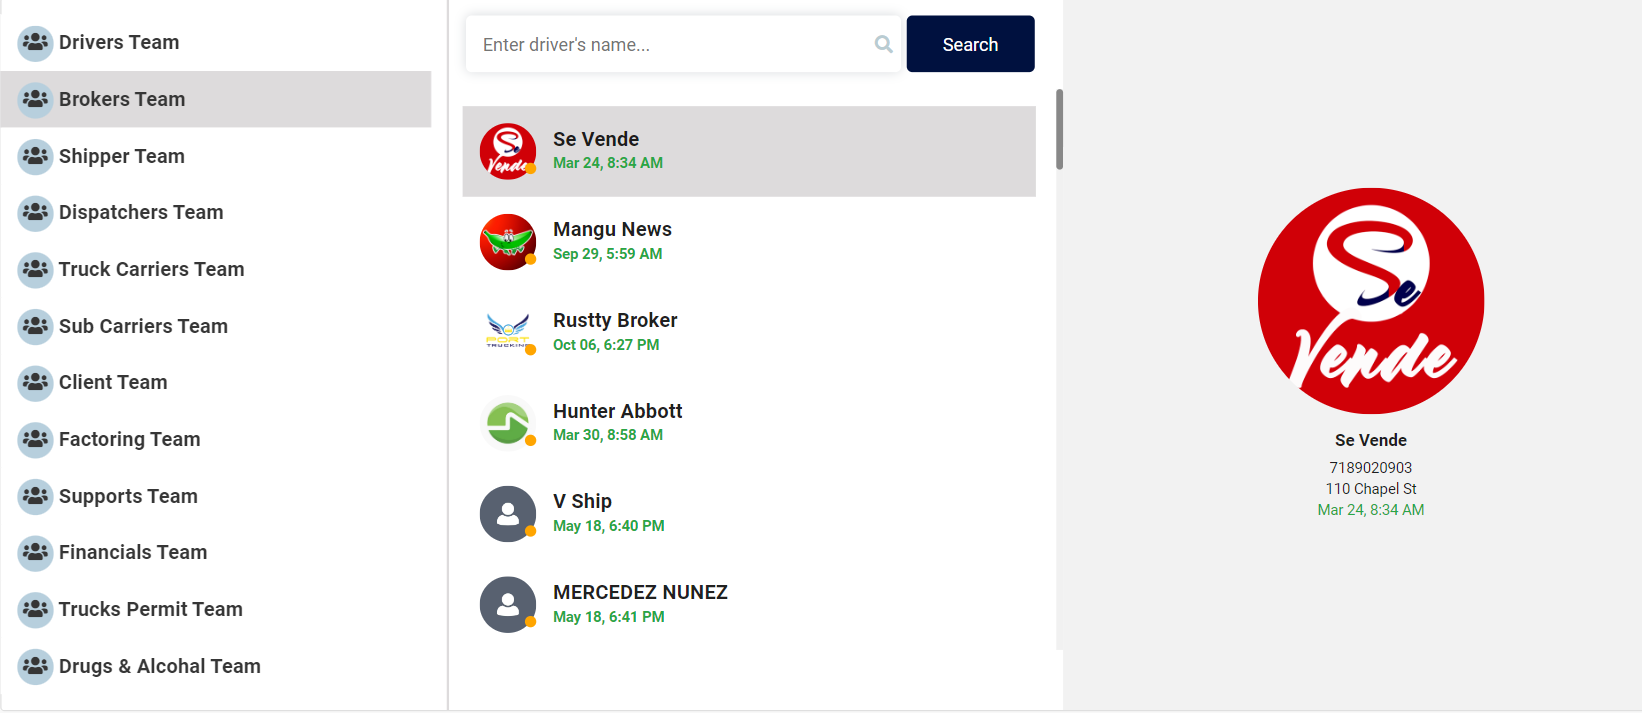 Drivers Team
Brokers Team
Shipper Team
Dispatchers Team
Truck Carriers Team
Sub Carriers Team
Client Team
Factoring Team
Supports Team
Financials Team
Trucks Permit Team
Drugs & Alcohal Team
Enter driver's name...
Search
Se
Vende
Se Vende
Mar 24, 8:34 AM
Mangu News
Sep 29, 5:59 AM
PORT
TRUCKING
Rustty Broker
Oct 06, 6:27 PM
Hunter Abbott
Mar 30, 8:58 AM
V Ship
May 18, 6:40 PM
MERCEDEZ NUNEZ
May 18, 6:41 PM
Se
Vende
Se Vende
7189020903
110 Chapel St
Mar 24, 8:34 AM